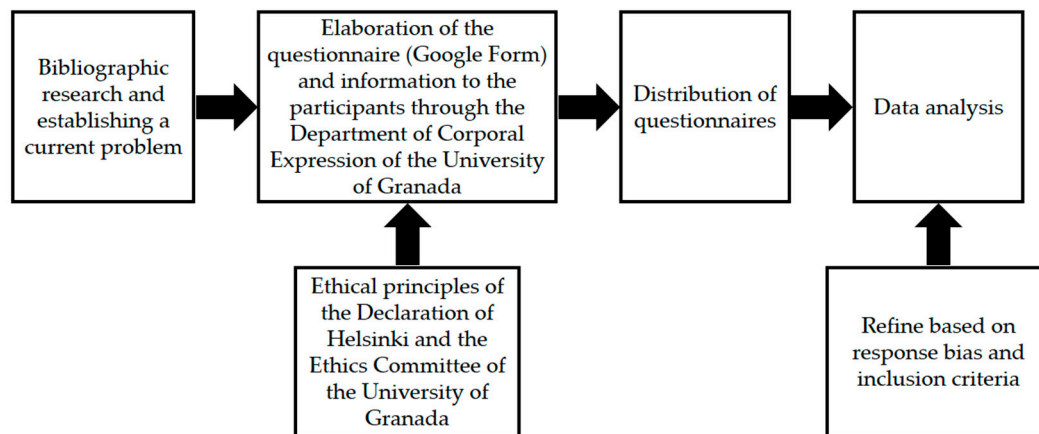 Bibliographic
research and
establishing a
current problem
Elaboration of the
questionnaire (Google Form)
and information to the
participants through the
Department of Corporal
Expression of the University
of Granada
Distribution of
questionnaires
Data analysis
Ethical principles of
the Declaration of
Helsinki and the
Ethics Committee of
the University of
Granada
Refine based on
response bias and
inclusion criteria